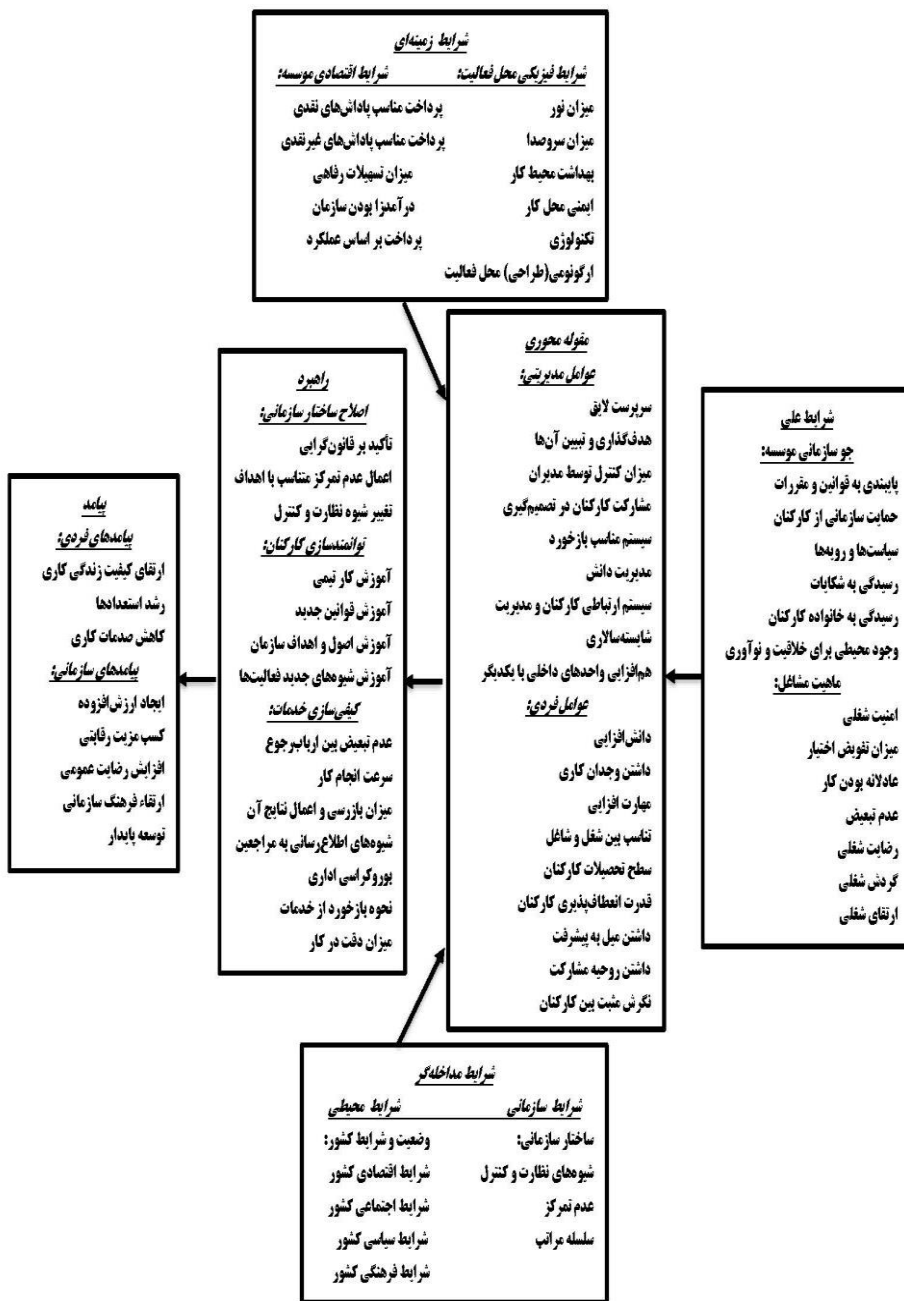 شرایط زمینه‌ای
شرایط فیزیکی محل فعالیت: شرایط اقتصادی موسسه:
میزان نور پرداخت مناسب پاداش‌های نقدی
میزان سروصدا پرداخت مناسب پاداش‌های غیرنقدی
بهداشت محیط کار میزان تسهیلات رفاهی
ایمنی محل کار درآمدزا بودن سازمان
تکنولوژی پرداخت بر اساس عملکرد
ارگونومی(طراحی) محل فعالیت
شرایط علی
جو سازمانی موسسه:
پایبندی به قوانین و مقررات
حمایت سازمانی از کارکنان
سیاست‌ها و رویه‌ها
رسیدگی به شکایات
رسیدگی به خانواده کارکنان
وجود محیطی برای خلاقیت و نوآوری
ماهیت مشاغل:
امنیت شغلی
میزان تفویض اختیار
عادلانه بودن کار
عدم تبعیض
رضایت شغلی
گردش شغلی
ارتقای شغلی
مقوله محوری
عوامل مدیریتی:
سرپرست لایق
هدف‌گذاری و تبیین آن‌ها
میزان کنترل توسط مدیران
مشارکت کارکنان در تصمیم‌گیری
سیستم مناسب بازخورد
مدیریت دانش
سیستم ارتباطی کارکنان و مدیریت
شایسته‌سالاری
هم‌افزایی واحدهای داخلی با یکدیگر
عوامل فردی:
دانش‌افزایی
داشتن وجدان کاری
مهارت افزایی
تناسب بین شغل و شاغل
سطح تحصیلات کارکنان
قدرت انعطاف‌پذیری کارکنان
داشتن میل به پیشرفت
داشتن روحیه مشارکت
نگرش مثبت بین کارکنان
راهبرد
اصلاح ساختار سازمانی:
تأکید بر قانون‌گرایی
اعمال عدم تمرکز متناسب با اهداف
تغییر شیوه نظارت و کنترل
توانمندسازی کارکنان:
آموزش کار تیمی
آموزش قوانین جدید
آموزش اصول و اهداف سازمان
آموزش شیوه‌های جدید فعالیت‌ها
کیفی‌سازی خدمات:
عدم تبعیض بین ارباب‌رجوع
سرعت انجام کار
میزان بازرسی و اعمال نتایج آن
شیوه‌های اطلاع‌رسانی به مراجعین
بوروکراسی اداری
نحوه بازخورد از خدمات
میزان دقت در کار
پیامد
پیامدهای فردی:
ارتقای کیفیت زندگی کاری
رشد استعدادها
کاهش صدمات کاری
پیامدهای سازمانی:
ایجاد ارزش‌افزوده
کسب مزیت رقابتی
افزایش رضایت عمومی
ارتقاء فرهنگ سازمانی
توسعه پایدار
شرایط مداخله‌گر
شرایط سازمانی شرایط محیطی
ساختار سازمانی: وضعیت و شرایط کشور:
شیوه‌های نظارت و کنترل شرایط اقتصادی کشور
عدم تمرکز شرایط اجتماعی کشور
سلسله مراتب شرایط سیاسی کشور
شرایط فرهنگی کشور